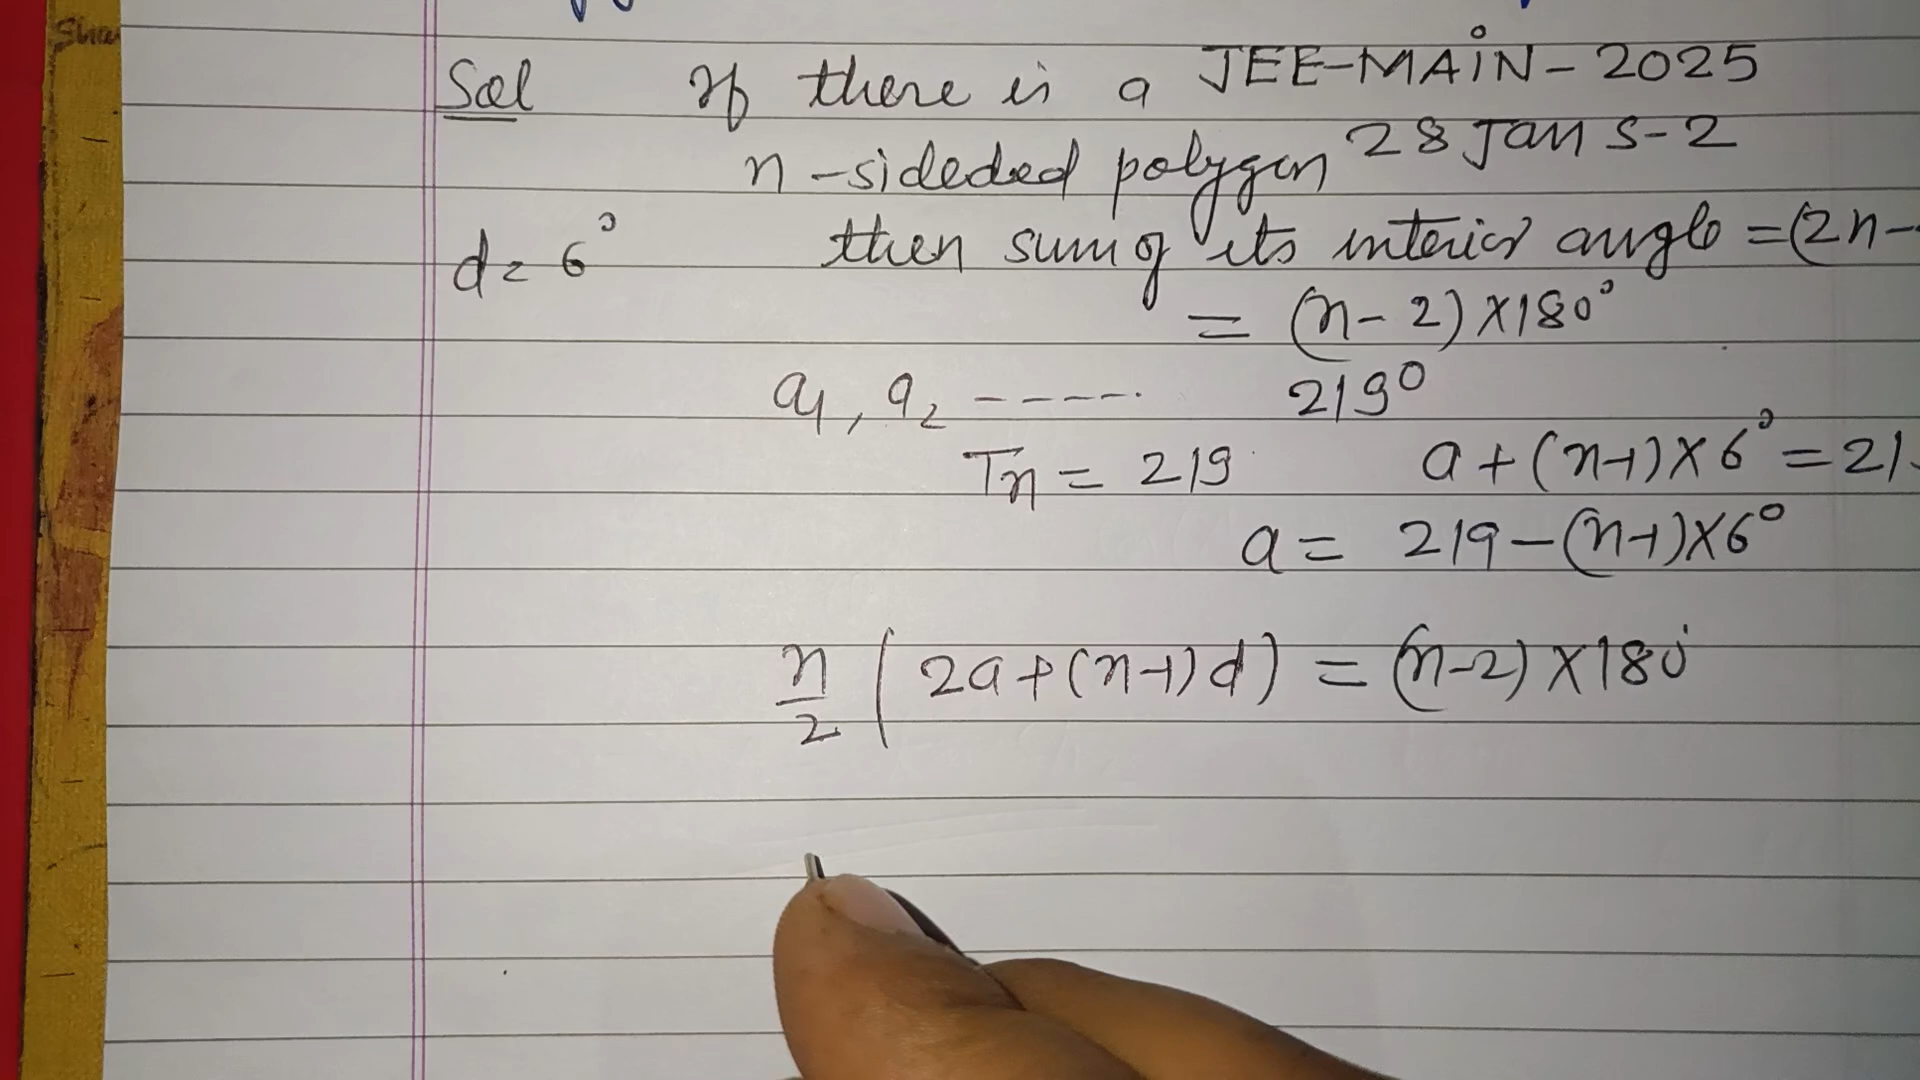 Sol If there is a JEE-MAIN-2025
n-sideded polygon 28 Jan S-2
d = 6° then sum of its interior angle = (2n-
= (n-2)×180°
a1, a2 ----- 219°
Tn = 219 a+(n-1)×6° = 21
a = 219-(n-1)×6°
n/2 (2a+(n-1)d) = (n-2)×180°